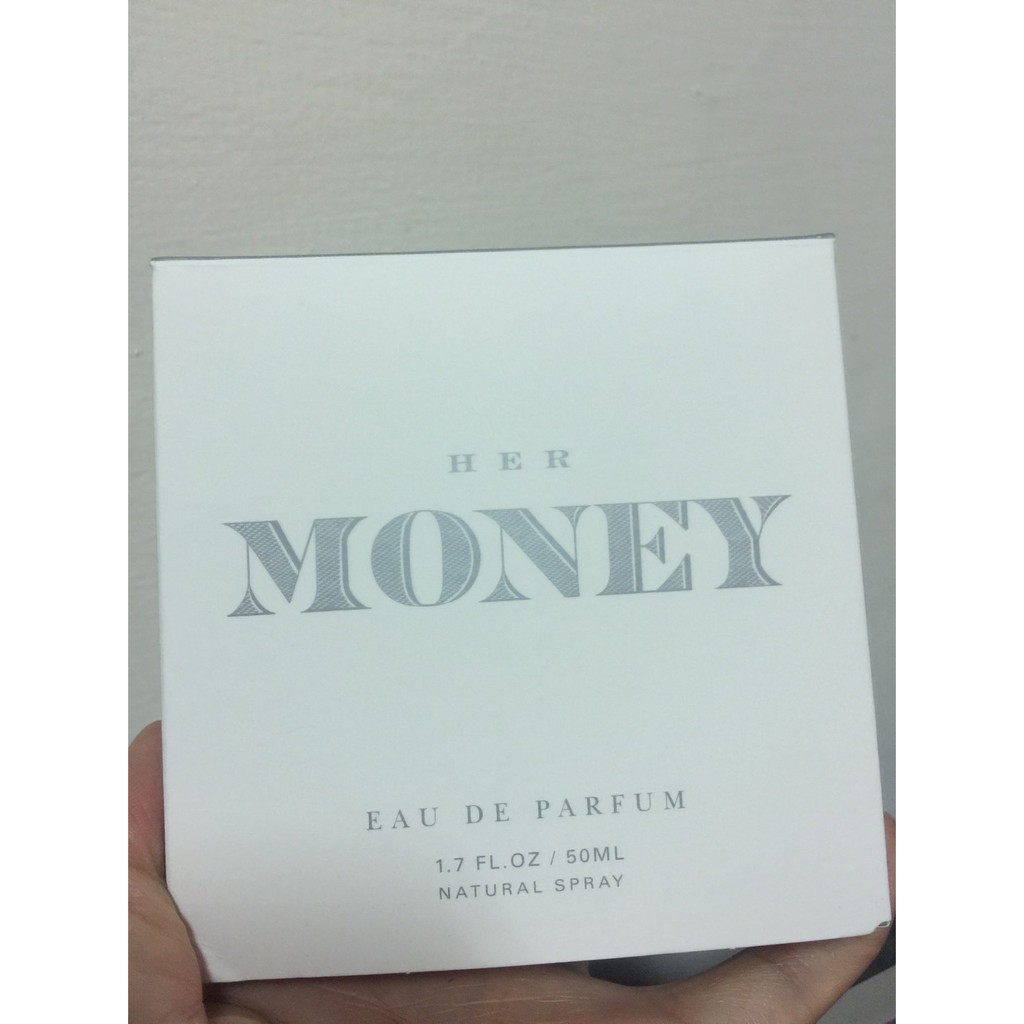 HER
MONEY
EAU DE PARFUM
1.7 FL.OZ / 50ML
NATURAL SPRAY